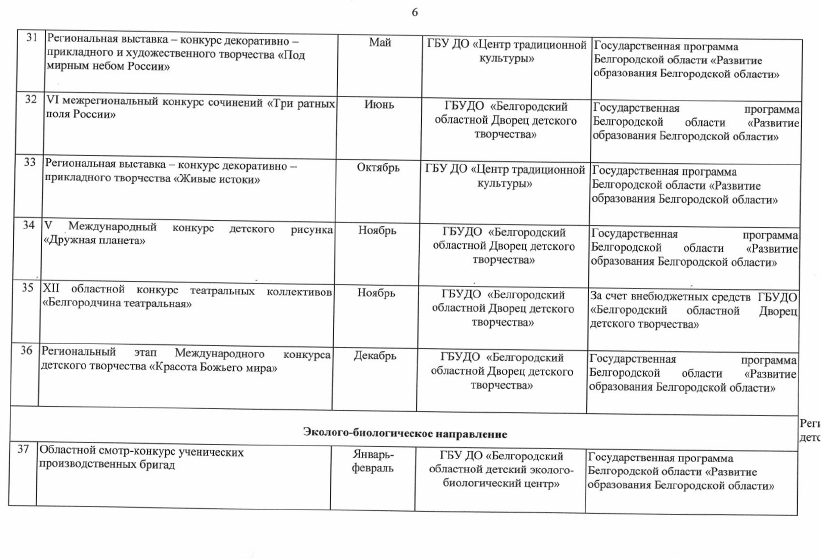 6
31
Региональная выставка – конкурс декоративно –
прикладного и художественного творчества «Под
мирным небом России»
Май
ГБУ ДО «Центр традиционной
культуры»
Государственная программа
Белгородской области «Развитие
образования Белгородской области»
32
VI межрегиональный конкурс сочинений «Три ратных
поля России»
Июнь
ГБУДО «Белгородский
областной Дворец детского
творчества»
Государственная программа
Белгородской области «Развитие
образования Белгородской области»
33
Региональная выставка – конкурс декоративно –
прикладного творчества «Живые истоки»
Октябрь
ГБУ ДО «Центр традиционной
культуры»
Государственная программа
Белгородской области «Развитие
образования Белгородской области»
34
V Международный конкурс детского рисунка
«Дружная планета»
Ноябрь
ГБУДО «Белгородский
областной Дворец детского
творчества»
Государственная программа
Белгородской области «Развитие
образования Белгородской области»
35
XII областной конкурс театральных коллективов
«Белгородчина театральная»
Ноябрь
ГБУДО «Белгородский
областной Дворец детского
творчества»
За счет внебюджетных средств ГБУДО
«Белгородский областной Дворец
детского творчества»
36
Региональный этап Международного конкурса
детского творчества «Красота Божьего мира»
Декабрь
ГБУДО «Белгородский
областной Дворец детского
творчества»
Государственная программа
Белгородской области «Развитие
образования Белгородской области»
Эколого-биологическое направление
Реги
детс
37
Областной смотр-конкурс ученических
производственных бригад
Январь-
февраль
ГБУ ДО «Белгородский
областной детский эколого-
биологический центр»
Государственная программа
Белгородской области «Развитие
образования Белгородской области»